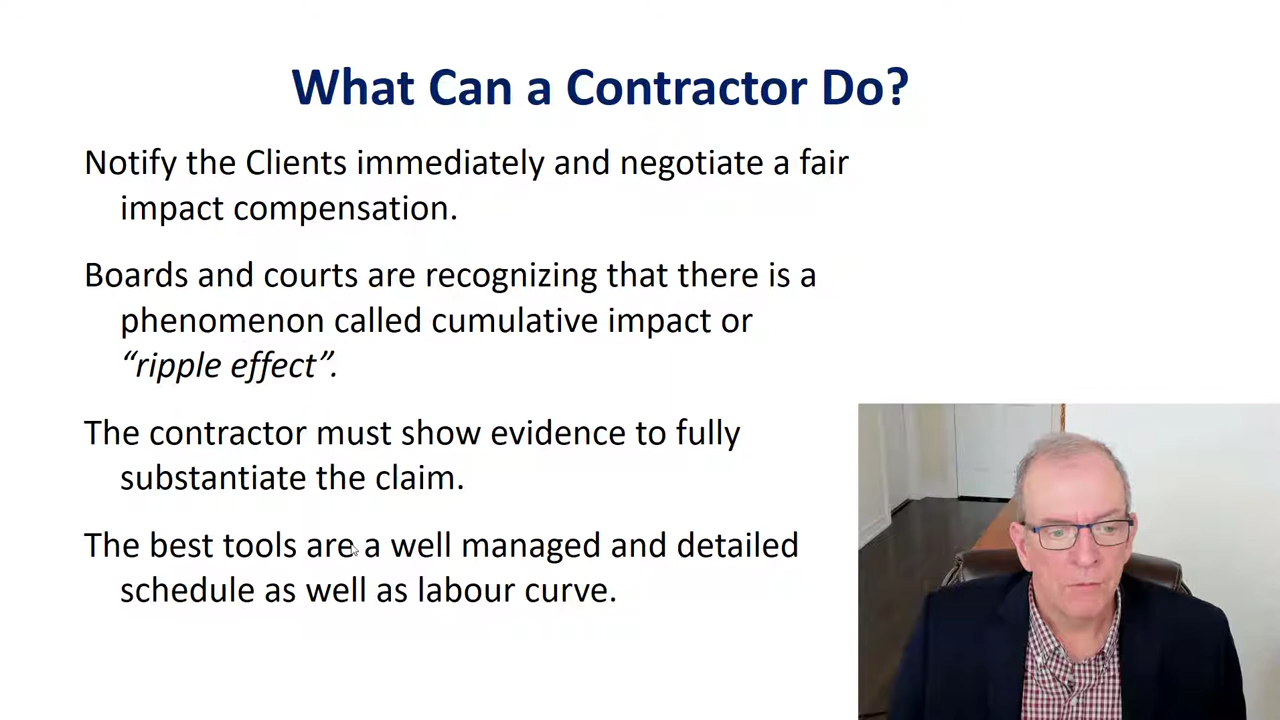 What Can a Contractor Do?
Notify the Clients immediately and negotiate a fair
impact compensation.
Boards and courts are recognizing that there is a
phenomenon called cumulative impact or
“ripple effect”.
The contractor must show evidence to fully
substantiate the claim.
The best tools are a well managed and detailed
schedule as well as labour curve.